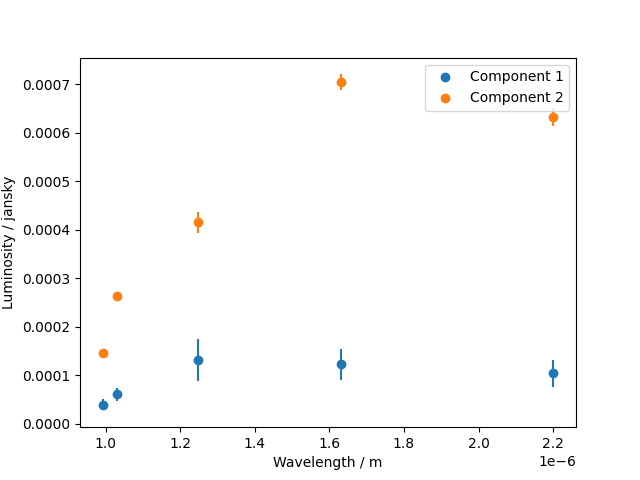 Component 1
Component 2
0.0007
0.0006
0.0005
0.0004
0.0003
0.0002
0.0001
0.0000
Luminosity / jansky
1.0 1.2 1.4 1.6 1.8 2.0 2.2
1e−6
Wavelength / m